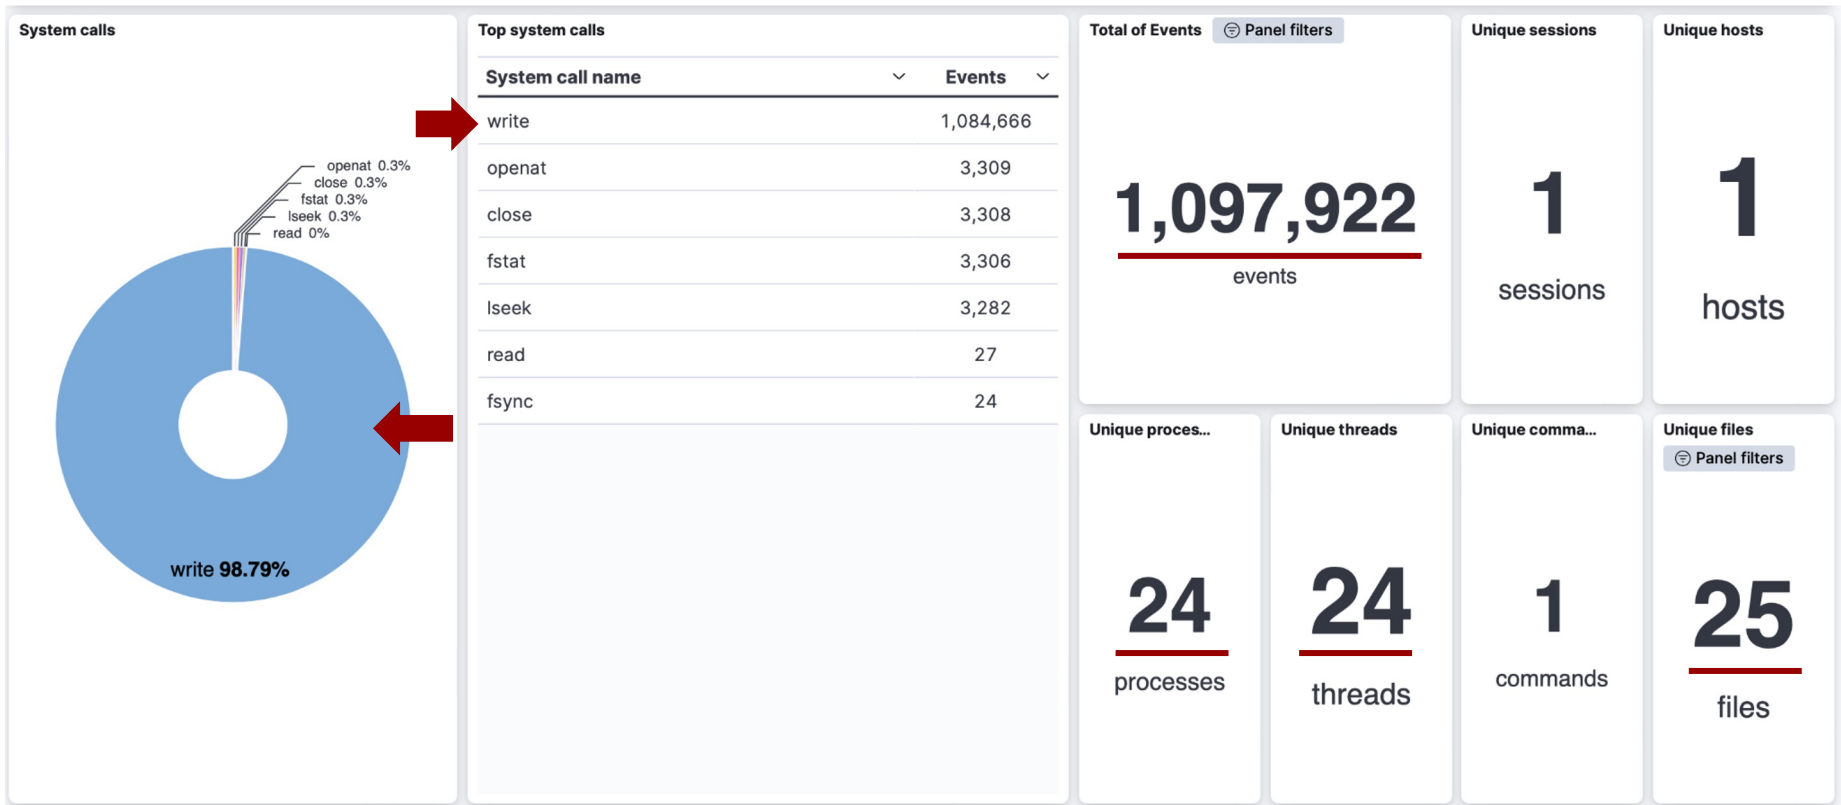 System calls
openat 0.3%
close 0.3%
fstat 0.3%
lseek 0.3%
read 0%
write 98.79%
Top system calls
System call name Events
write 1,084,666
openat 3,309
close 3,308
fstat 3,306
lseek 3,282
read 27
fsync 24
Total of Events Panel filters
1,097,922
events
Unique sessions
1
sessions
Unique hosts
1
hosts
Unique proces...
24
processes
Unique threads
24
threads
Unique comma...
1
commands
Unique files
Panel filters
25
files